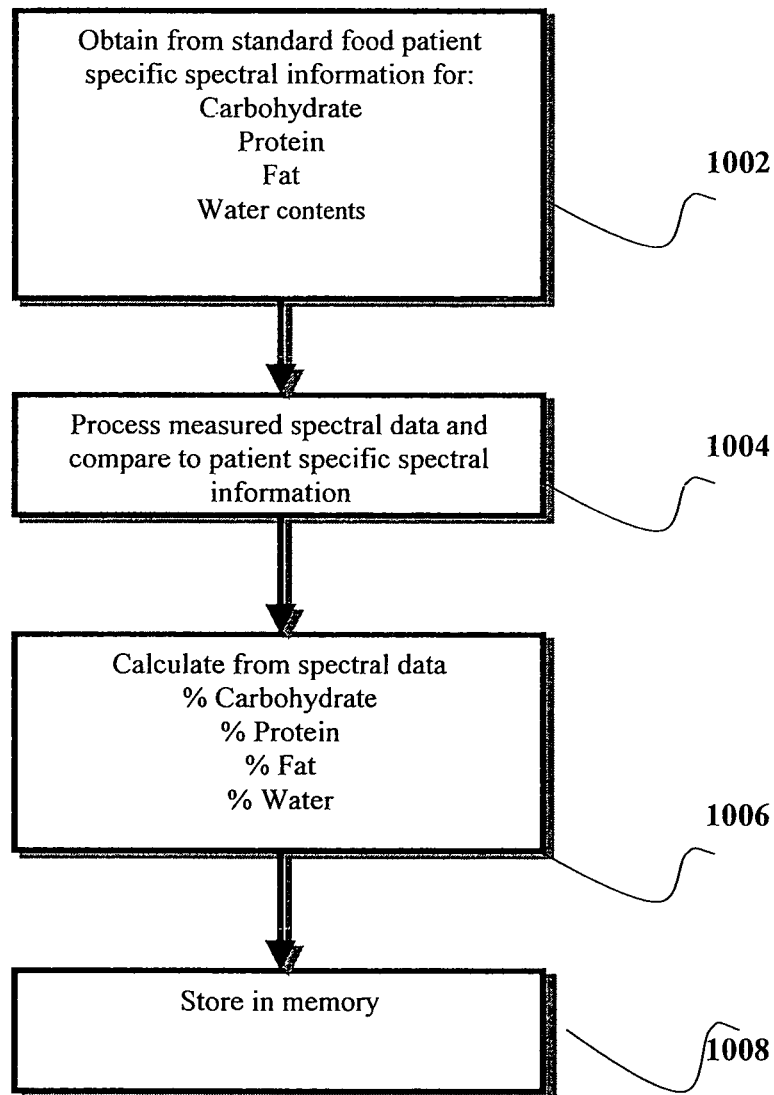 Obtain from standard food patient
specific spectral information for:
Carbohydrate
Protein
Fat
Water contents
1002
Process measured spectral data and
compare to patient specific spectral
information
1004
Calculate from spectral data
% Carbohydrate
% Protein
% Fat
% Water
1006
Store in memory
1008